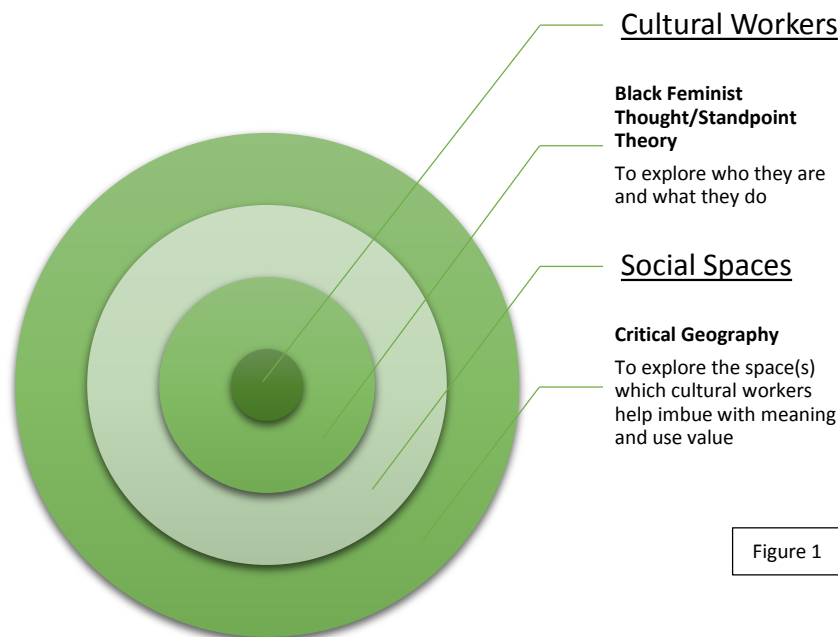 Cultural Workers
Black Feminist
Thought/Standpoint
Theory
To explore who they are
and what they do
Social Spaces
Critical Geography
To explore the space(s)
which cultural workers
help imbue with meaning
and use value
Figure 1